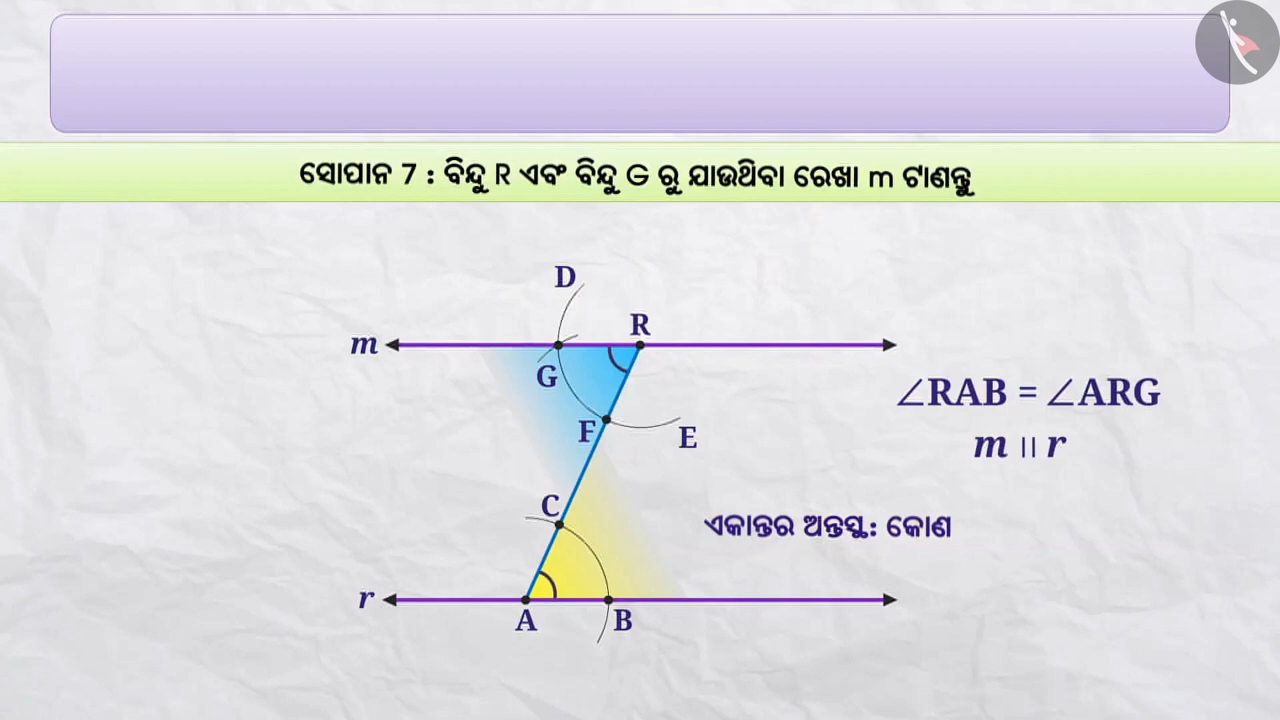 ସୋପାନ 7 : ବିନ୍ଦୁ R ଏବଂ ବିନ୍ଦୁ G ରୁ ଯାଉଥିବା ରେଖା m ଟାଣନ୍ତୁ
D
R
m
G
∠RAB = ∠ARG
F
E
m || r
C
ଏକାନ୍ତର ଅନ୍ତସ୍ଥଃ କୋଣ
r
A
B